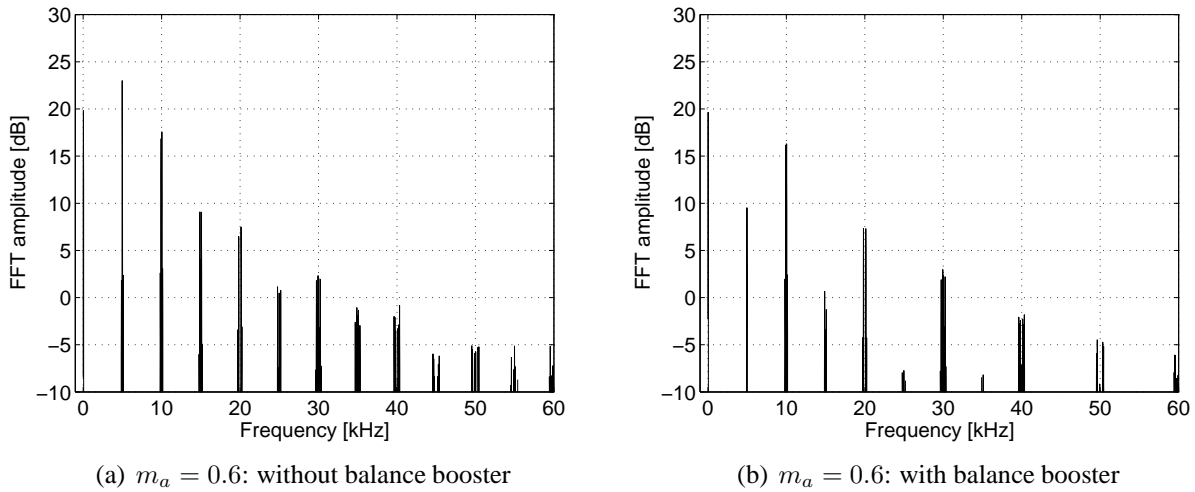 30
25
20
15
10
5
0
−5
−10
FFT amplitude [dB]
0 10 20 30 40 50 60
Frequency [kHz]
(a) m_a = 0.6: without balance booster
30
25
20
15
10
5
0
−5
−10
FFT amplitude [dB]
0 10 20 30 40 50 60
Frequency [kHz]
(b) m_a = 0.6: with balance booster